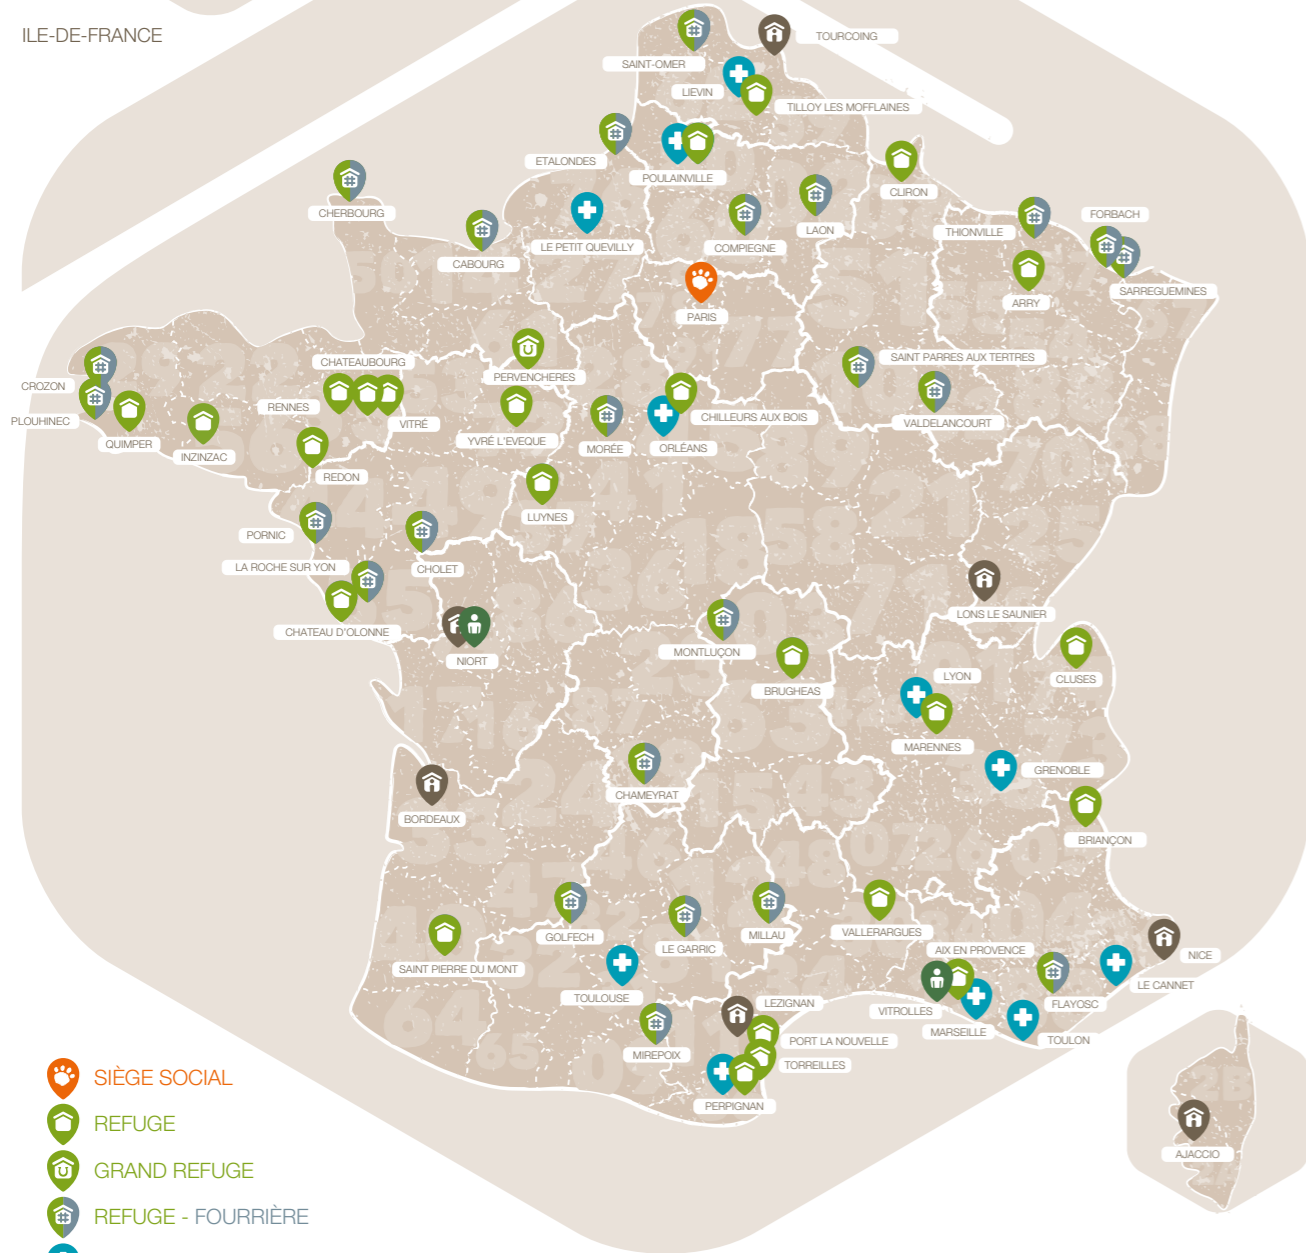 ILE-DE-FRANCE
TOURCOING
SAINT-OMER
LIEVIN
TILLOY LES MOFFLAINES
ETALONDES
POULAINVILLE
CLIRON
CHERBOURG
LAON
THIONVILLE
FORBACH
LE PETIT QUEVILLY
COMPIEGNE
CABOURG
SARREGUEMINES
ARRY
PARIS
SAINT PARRES AUX TERTRES
CHATEAUBOURG
PERVENCHERES
CROZON
RENNES
PLOUHINEC
VITRÉ
CHILLEURS AUX BOIS
VALDELANCOURT
QUIMPER
INZINZAC
YVRÉ L'EVEQUE
MORÉE
ORLÉANS
REDON
LUYNES
PORNIC
LA ROCHE SUR YON
CHOLET
LONS LE SAUNIER
CHATEAU D'OLONNE
MONTLUÇON
NIORT
LYON
CLUSES
BRUGHEAS
MARENNES
GRENOBLE
CHAMEYRAT
BORDEAUX
BRIANÇON
VALLERARGUES
GOLFECH
MILLAU
LE GARRIC
AIX EN PROVENCE
NICE
SAINT PIERRE DU MONT
LE CANNET
TOULOUSE
LEZIGNAN
VITROLLES
FLAYOSC
MARSEILLE
PORT LA NOUVELLE
TOULON
MIREPOIX
TORREILLES
PERPIGNAN
2B
AJACCIO
SIÈGE SOCIAL
REFUGE
GRAND REFUGE
REFUGE - FOURRIÈRE